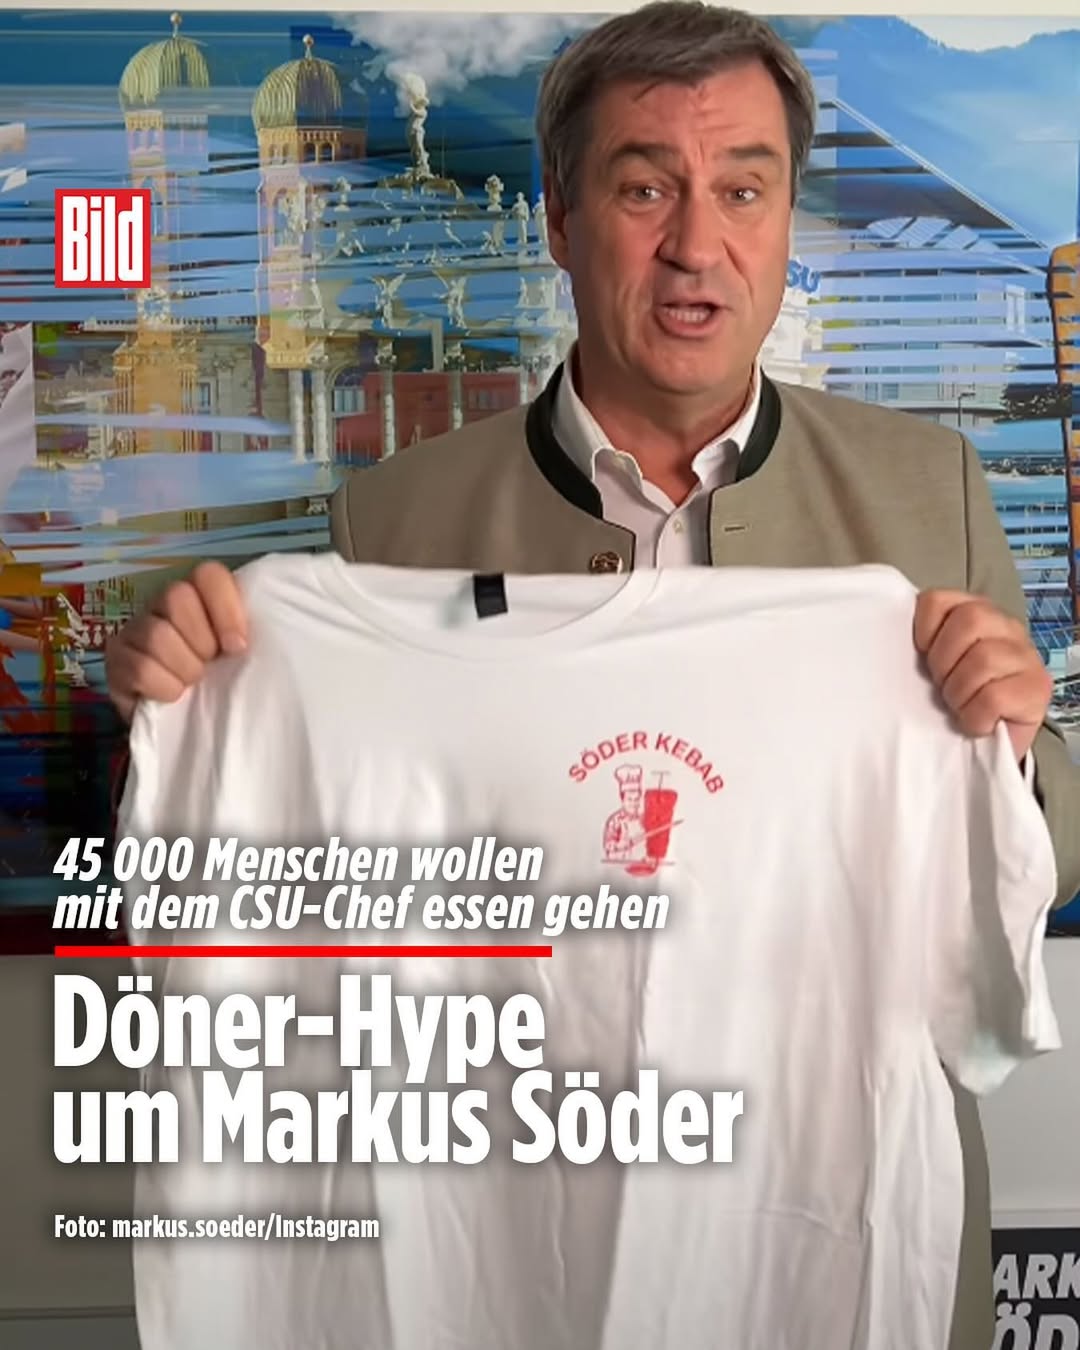 Bild
SU
SÖDER KEBAB
45 000 Menschen wollen
mit dem CSU-Chef essen gehen
Döner-Hype
um Markus Söder
Foto: markus.soeder/Instagram
ARK
ÖD